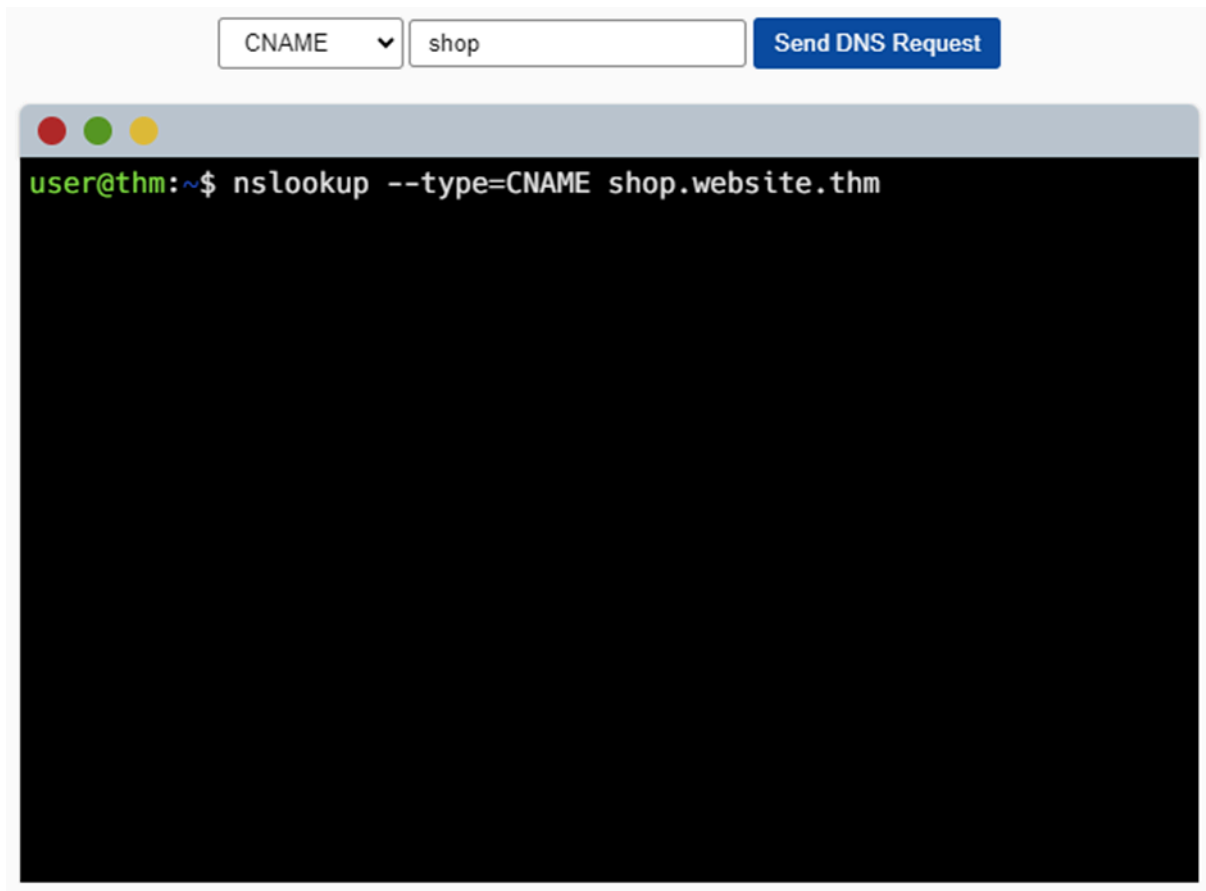 CNAME shop Send DNS Request
user@thm:~$ nslookup --type=CNAME shop.website.thm